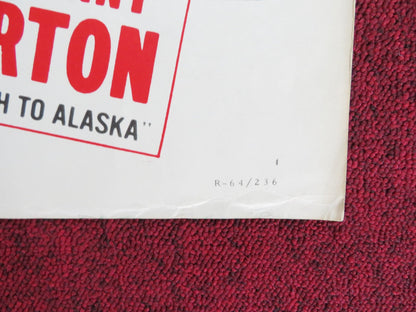 RTON
H TO ALASKA"
R-64/236